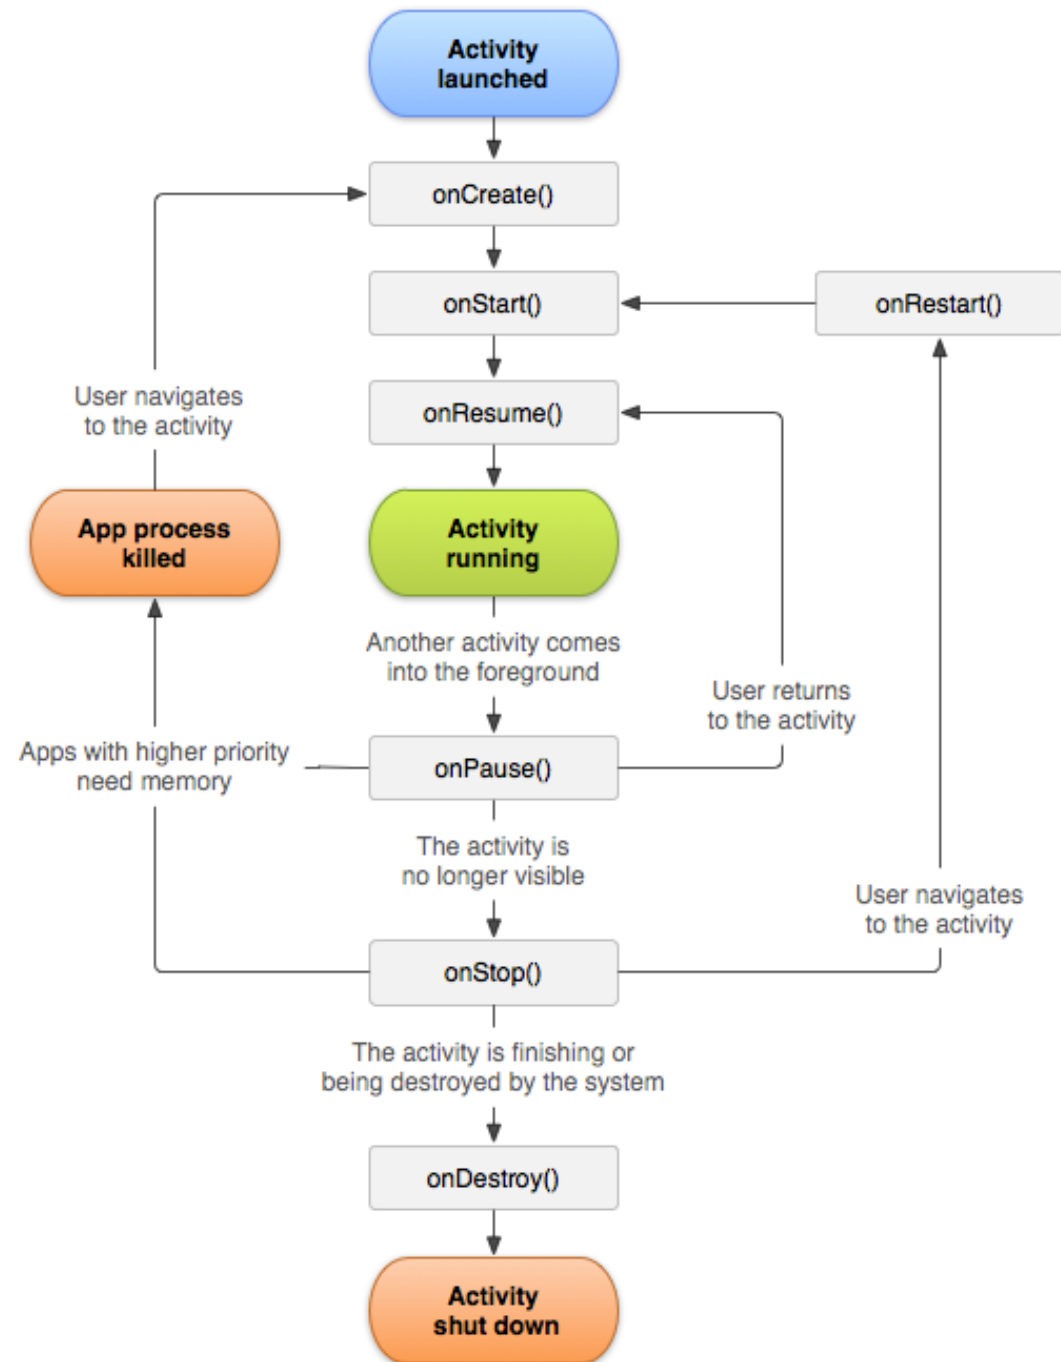 Activity
launched
onCreate()
onStart()
onRestart()
User navigates
to the activity
onResume()
App process
killed
Activity
running
Another activity comes
into the foreground
User returns
to the activity
Apps with higher priority
need memory
onPause()
The activity is
no longer visible
User navigates
to the activity
onStop()
The activity is finishing or
being destroyed by the system
onDestroy()
Activity
shut down